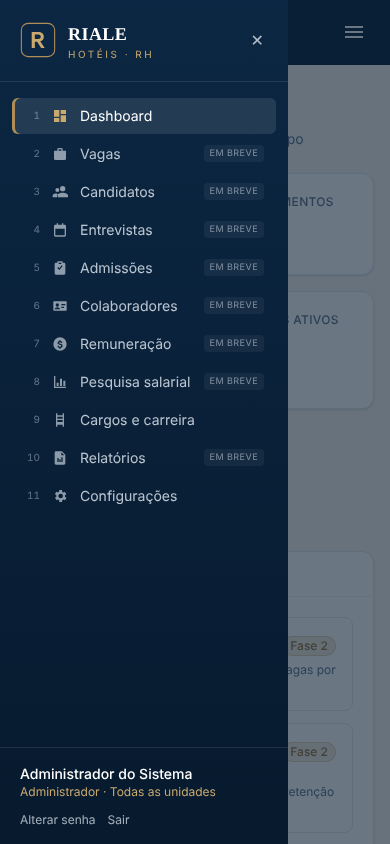 R
RIALE
HOTÉIS · RH
×
1 Dashboard
2 Vagas EM BREVE
3 Candidatos EM BREVE
4 Entrevistas EM BREVE
5 Admissões EM BREVE
6 Colaboradores EM BREVE
7 Remuneração EM BREVE
8 Pesquisa salarial EM BREVE
9 Cargos e carreira
10 Relatórios EM BREVE
11 Configurações
Administrador do Sistema
Administrador · Todas as unidades
Alterar senha Sair
po
MENTOS
S ATIVOS
Fase 2
agas por
Fase 2
etenção